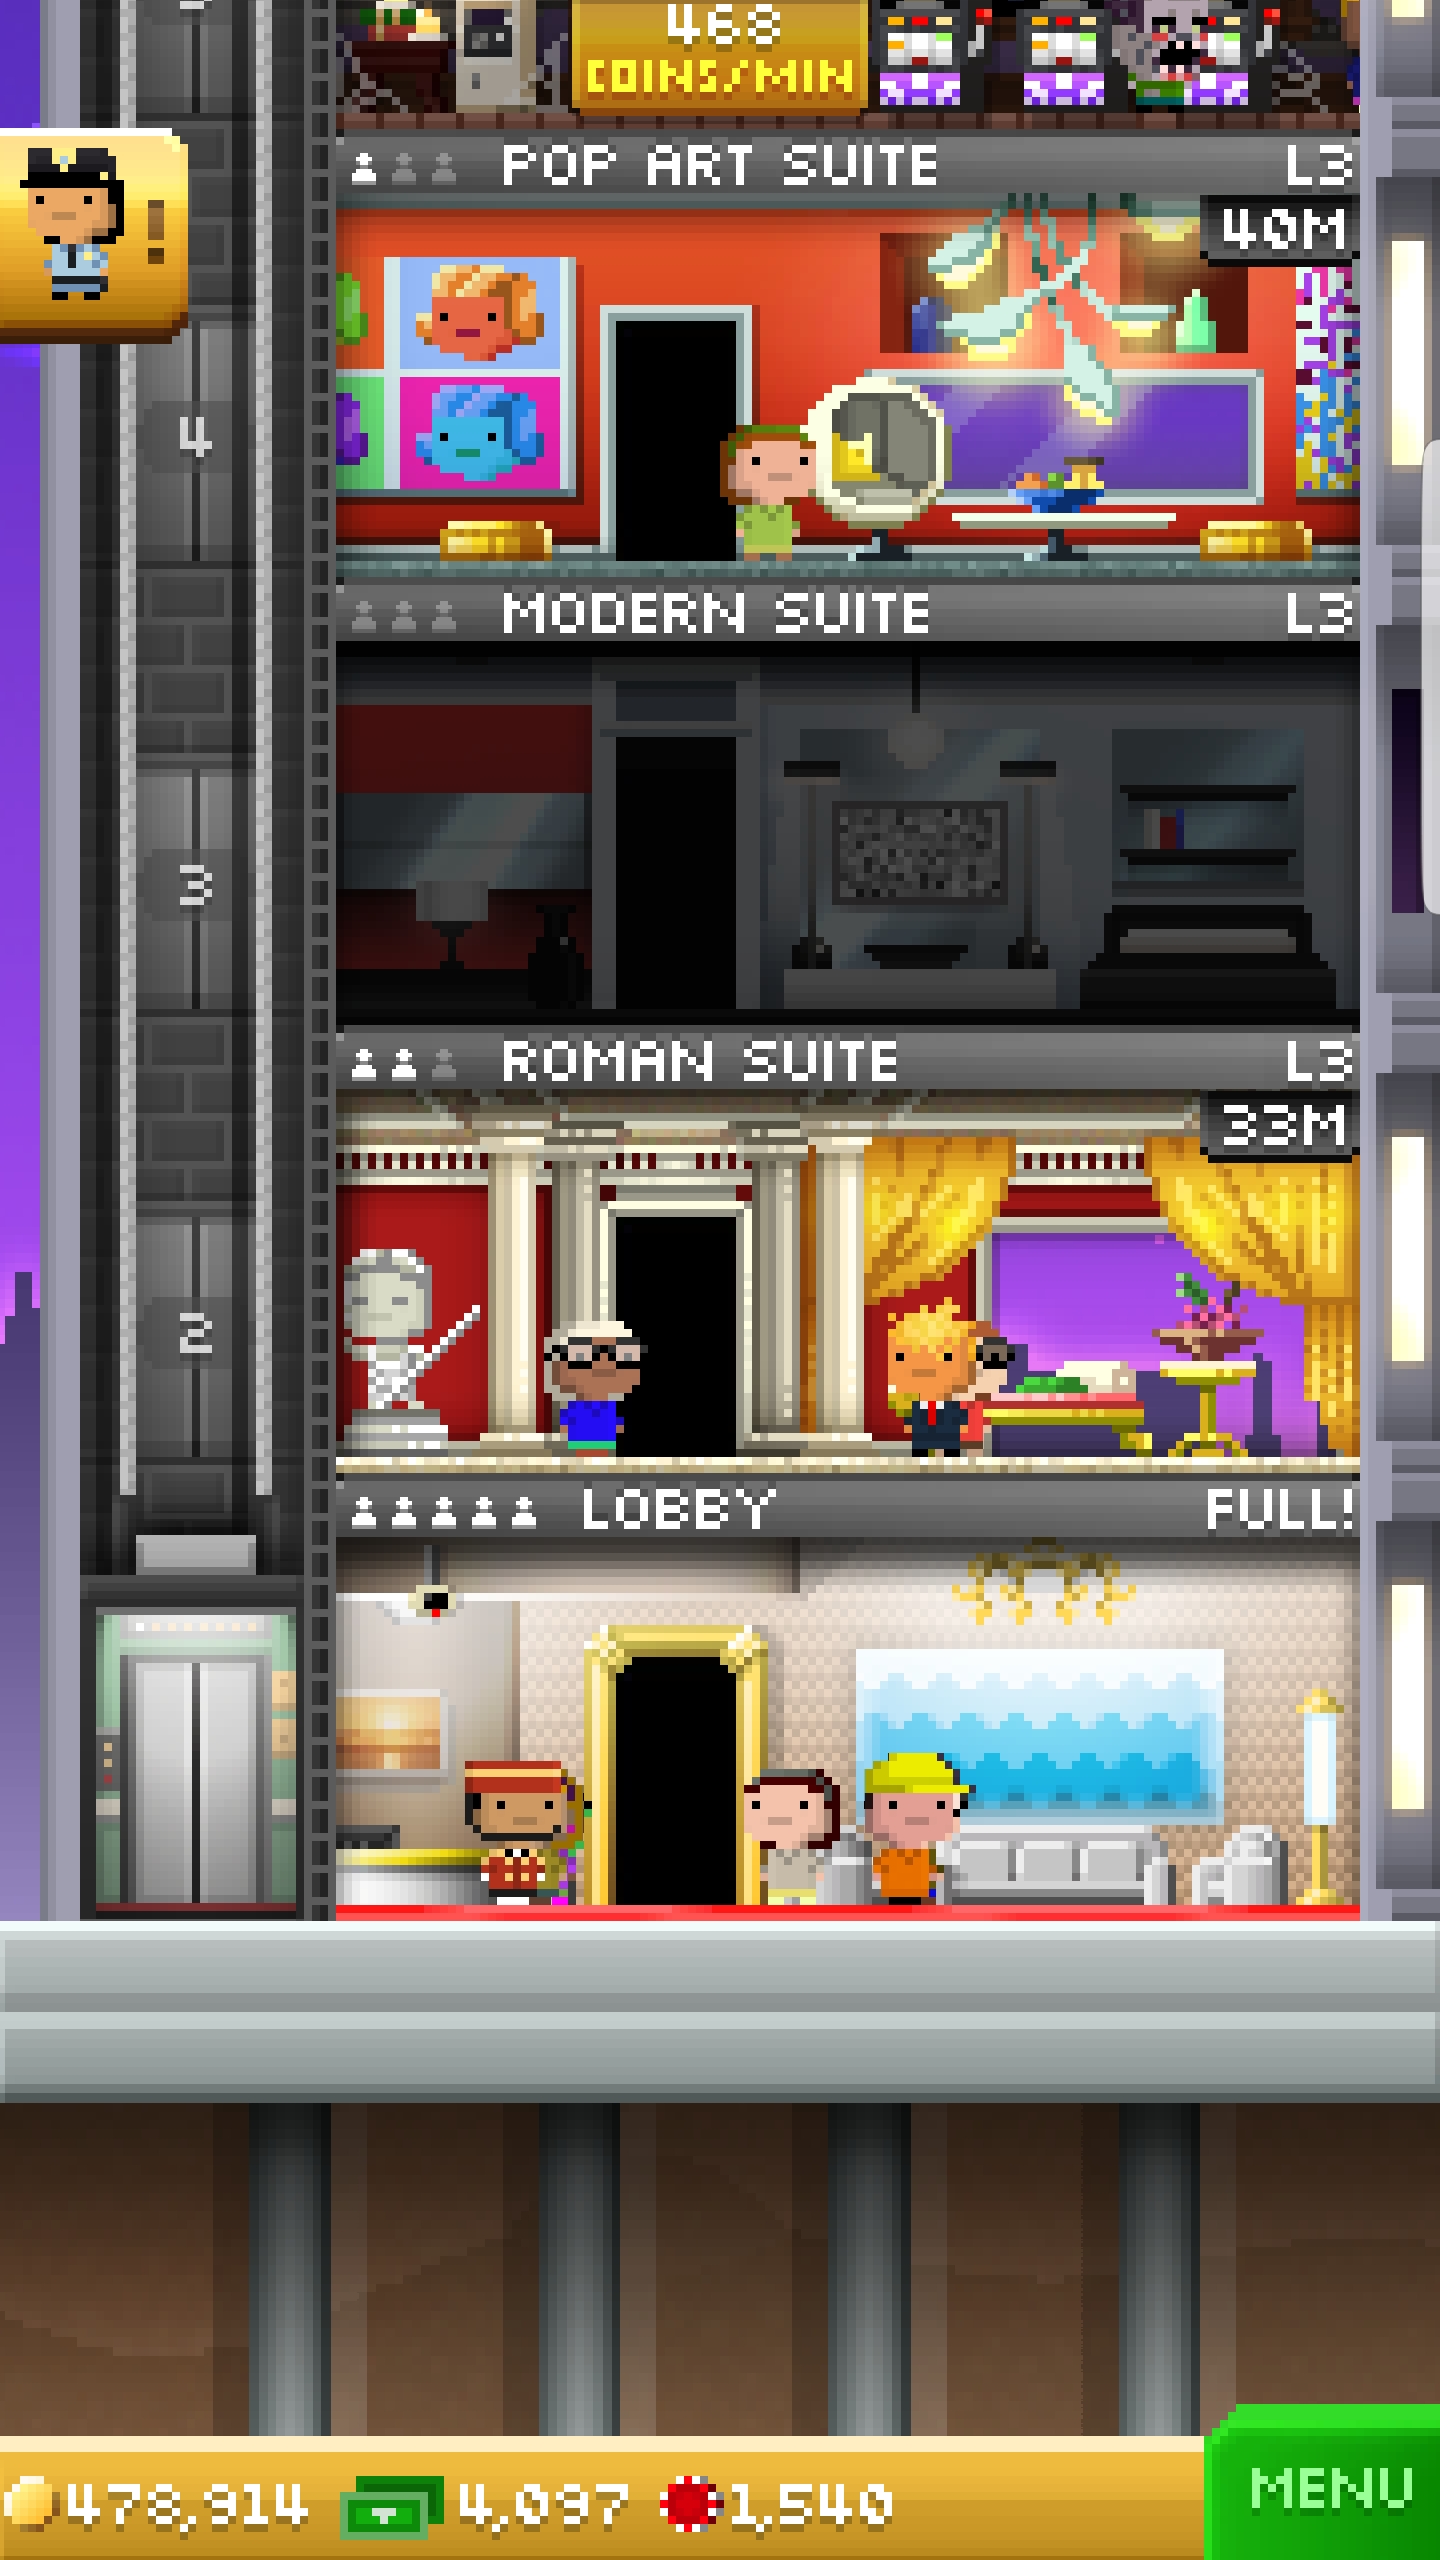 468
COINS/MIN
POP ART SUITE L3
40M
!
4
MODERN SUITE L3
3
ROMAN SUITE L3
33M
2
LOBBY FULL!
478,914 4,097 1,540
MENU